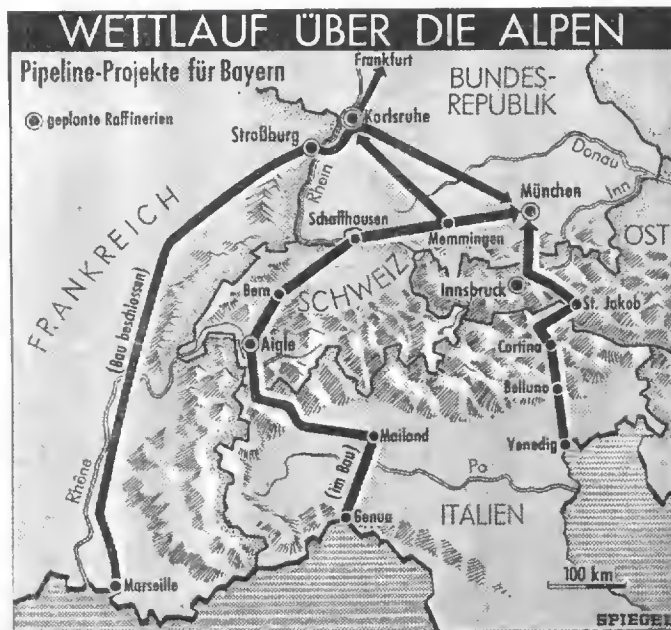 WETTLAUF ÜBER DIE ALPEN
Pipeline-Projekte für Bayern
geplante Raffinerien
Frankfurt
BUNDES-
REPUBLIK
Karlsruhe
Straßburg
Rhein
Donau
Inn
München
Schaffhausen
Memmingen
ÖST
FRANKREICH
(Bau beschlossen)
SCHWEIZ
Bern
Innsbruck
St. Jakob
Aigle
Cortina
Belluno
Mailand
Venedig
(im Bau)
Po
Rhône
Genua
ITALIEN
Marseille
100 km
SPIEGE